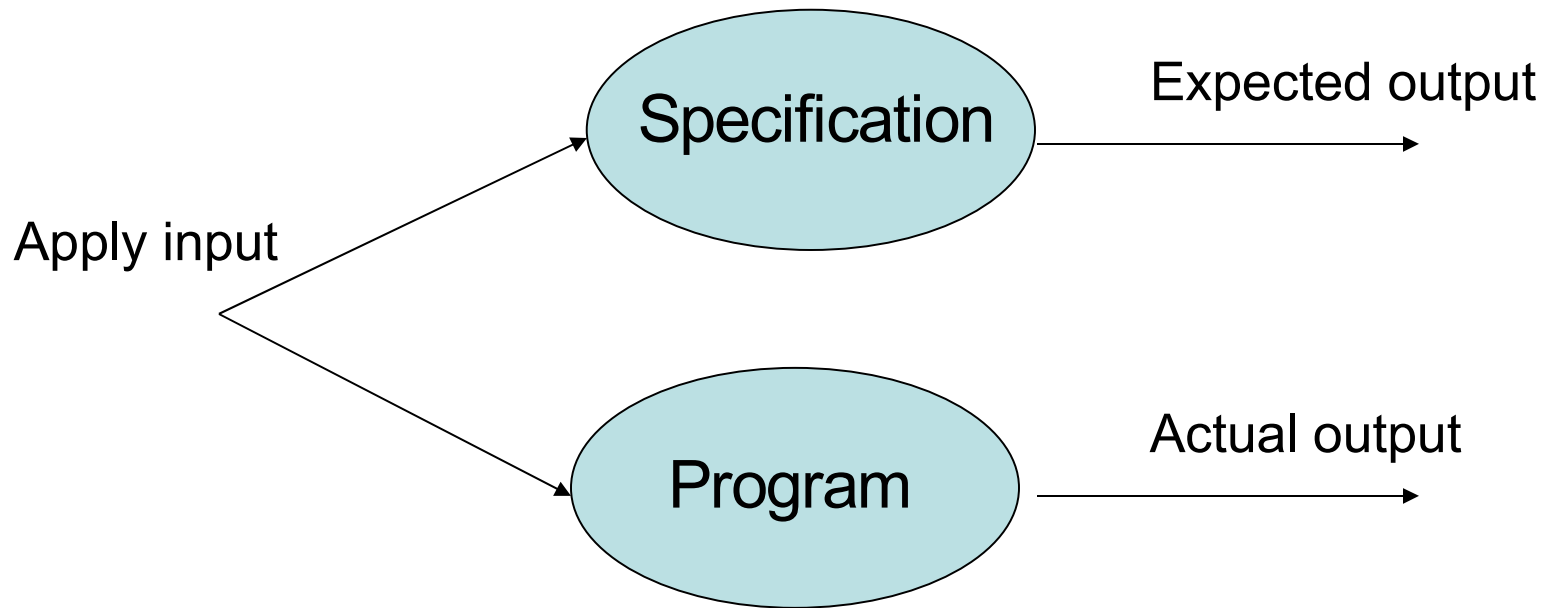 Specification
Expected output
Apply input
Program
Actual output